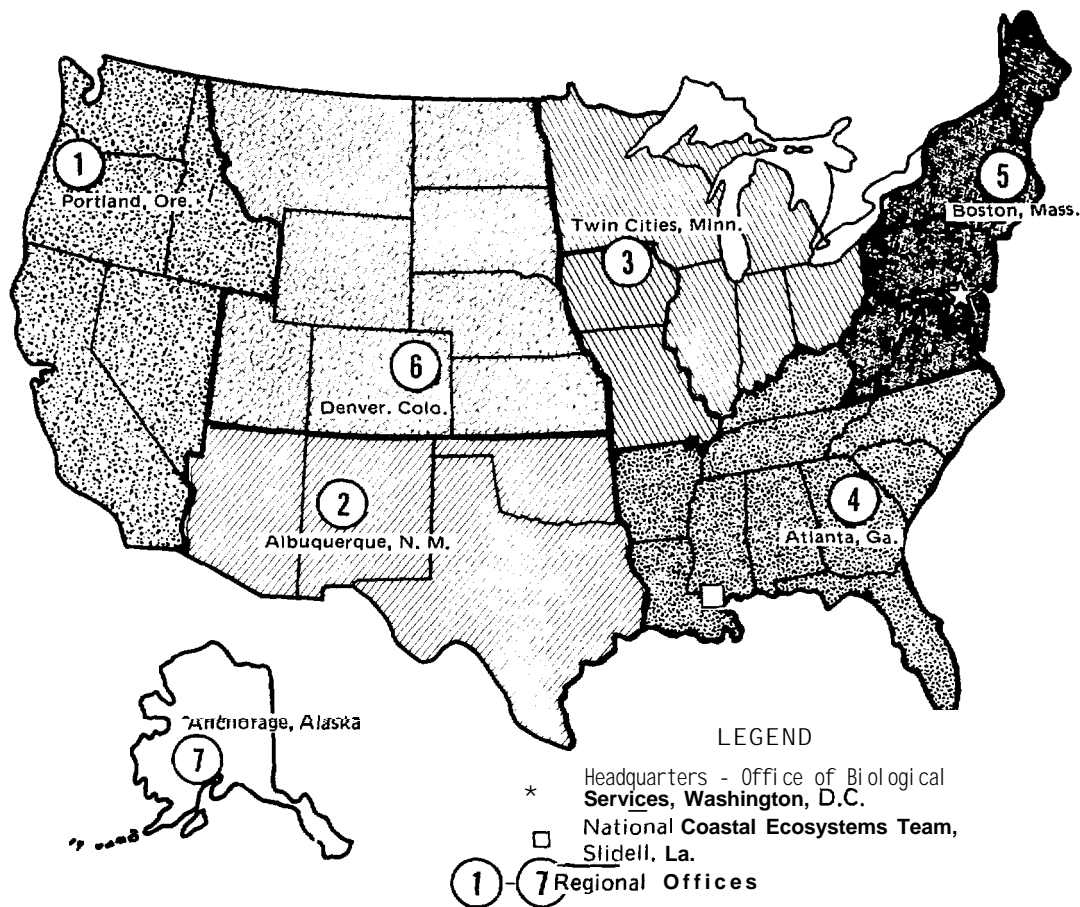 1
Portland, Ore.
5
Boston, Mass.
Twin Cities, Minn.
3
6
Denver, Colo.
2
Albuquerque, N. M.
4
Atlanta, Ga.
Anchorage, Alaska
7
LEGEND
* Headquarters - Office of Biological
Services, Washington, D.C.
National Coastal Ecosystems Team,
Slidell, La.
1 - 7 Regional Offices